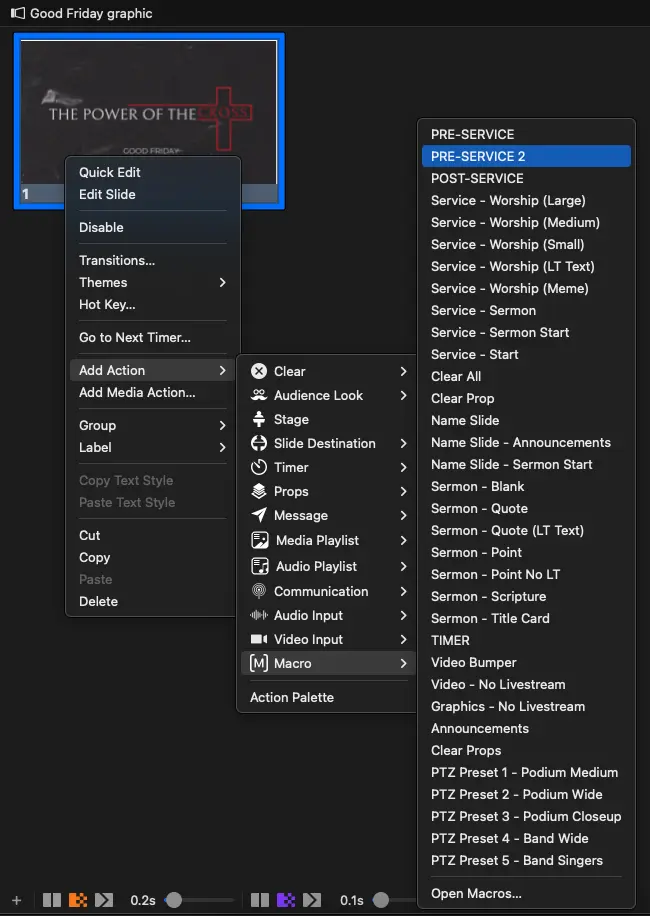 Good Friday graphic
THE POWER OF THE CROSS
GOOD FRIDAY
1
Quick Edit
Edit Slide
Disable
Transitions...
Themes
Hot Key...
Go to Next Timer...
Add Action
Add Media Action...
Group
Label
Copy Text Style
Paste Text Style
Cut
Copy
Paste
Delete
Clear
Audience Look
Stage
Slide Destination
Timer
Props
Message
Media Playlist
Audio Playlist
Communication
Audio Input
Video Input
[M] Macro
Action Palette
PRE-SERVICE
PRE-SERVICE 2
POST-SERVICE
Service - Worship (Large)
Service - Worship (Medium)
Service - Worship (Small)
Service - Worship (LT Text)
Service - Worship (Meme)
Service - Sermon
Service - Sermon Start
Service - Start
Clear All
Clear Prop
Name Slide
Name Slide - Announcements
Name Slide - Sermon Start
Sermon - Blank
Sermon - Quote
Sermon - Quote (LT Text)
Sermon - Point
Sermon - Point No LT
Sermon - Scripture
Sermon - Title Card
TIMER
Video Bumper
Video - No Livestream
Graphics - No Livestream
Announcements
Clear Props
PTZ Preset 1 - Podium Medium
PTZ Preset 2 - Podium Wide
PTZ Preset 3 - Podium Closeup
PTZ Preset 4 - Band Wide
PTZ Preset 5 - Band Singers
Open Macros...
+ 0.2s 0.1s